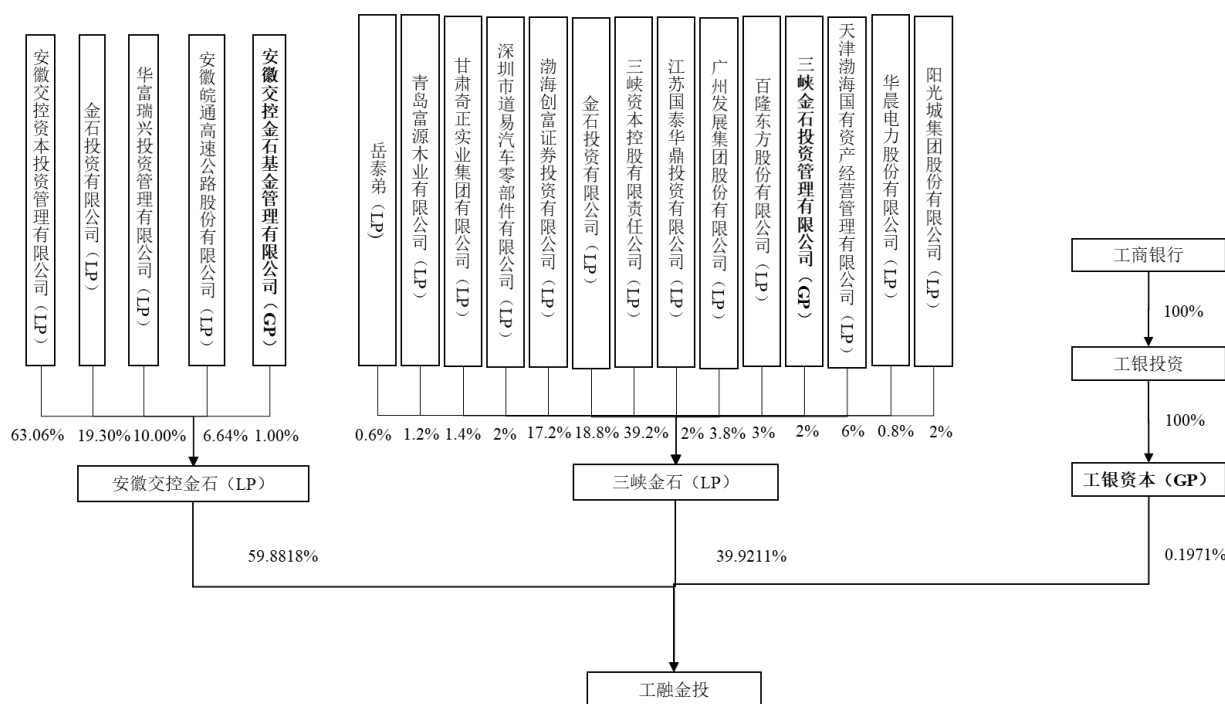 安徽交控资本投资管理有限公司（LP）
金石投资有限公司（LP）
华富瑞兴投资管理有限公司（LP）
安徽皖通高速公路股份有限公司（LP）
安徽交控金石基金管理有限公司（GP）
岳泰弟（LP）
青岛富源木业有限公司（LP）
甘肃奇正实业集团有限公司（LP）
深圳市道易汽车零部件有限公司（LP）
渤海创富证券投资有限公司（LP）
金石投资有限公司（LP）
三峡资本控股有限责任公司（LP）
江苏国泰华鼎投资有限公司（LP）
广州发展集团股份有限公司（LP）
百隆东方股份有限公司（LP）
三峡金石投资管理有限公司（GP）
天津渤海国有资产经营管理有限公司（LP）
华晨电力股份有限公司（LP）
阳光城集团股份有限公司（LP）
工商银行
100%
工银投资
63.06%
19.30%
10.00%
6.64%
1.00%
0.6%
1.2%
1.4%
2%
17.2%
18.8%
39.2%
2%
3.8%
3%
2%
6%
0.8%
2%
100%
安徽交控金石（LP）
三峡金石（LP）
工银资本（GP）
59.8818%
39.9211%
0.1971%
工融金投